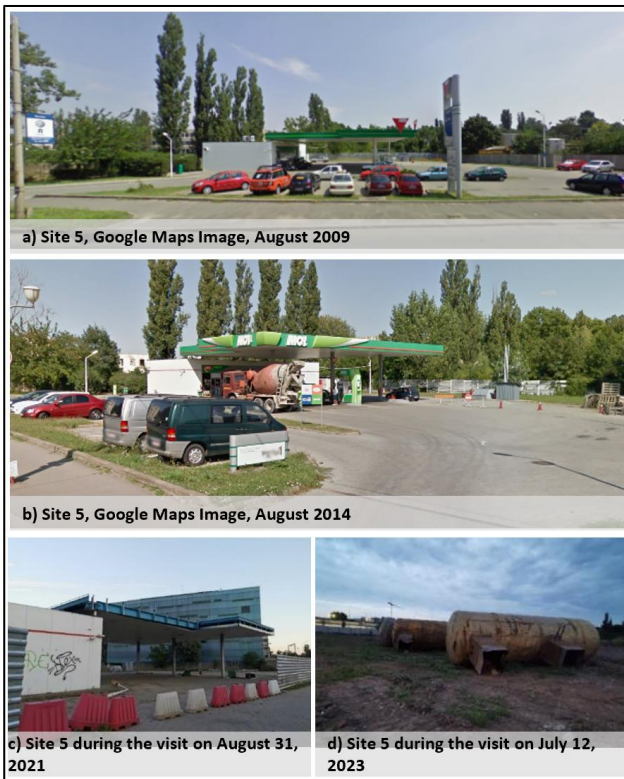 a) Site 5, Google Maps Image, August 2009
MOL MOL
b) Site 5, Google Maps Image, August 2014
c) Site 5 during the visit on August 31,
2021
d) Site 5 during the visit on July 12,
2023